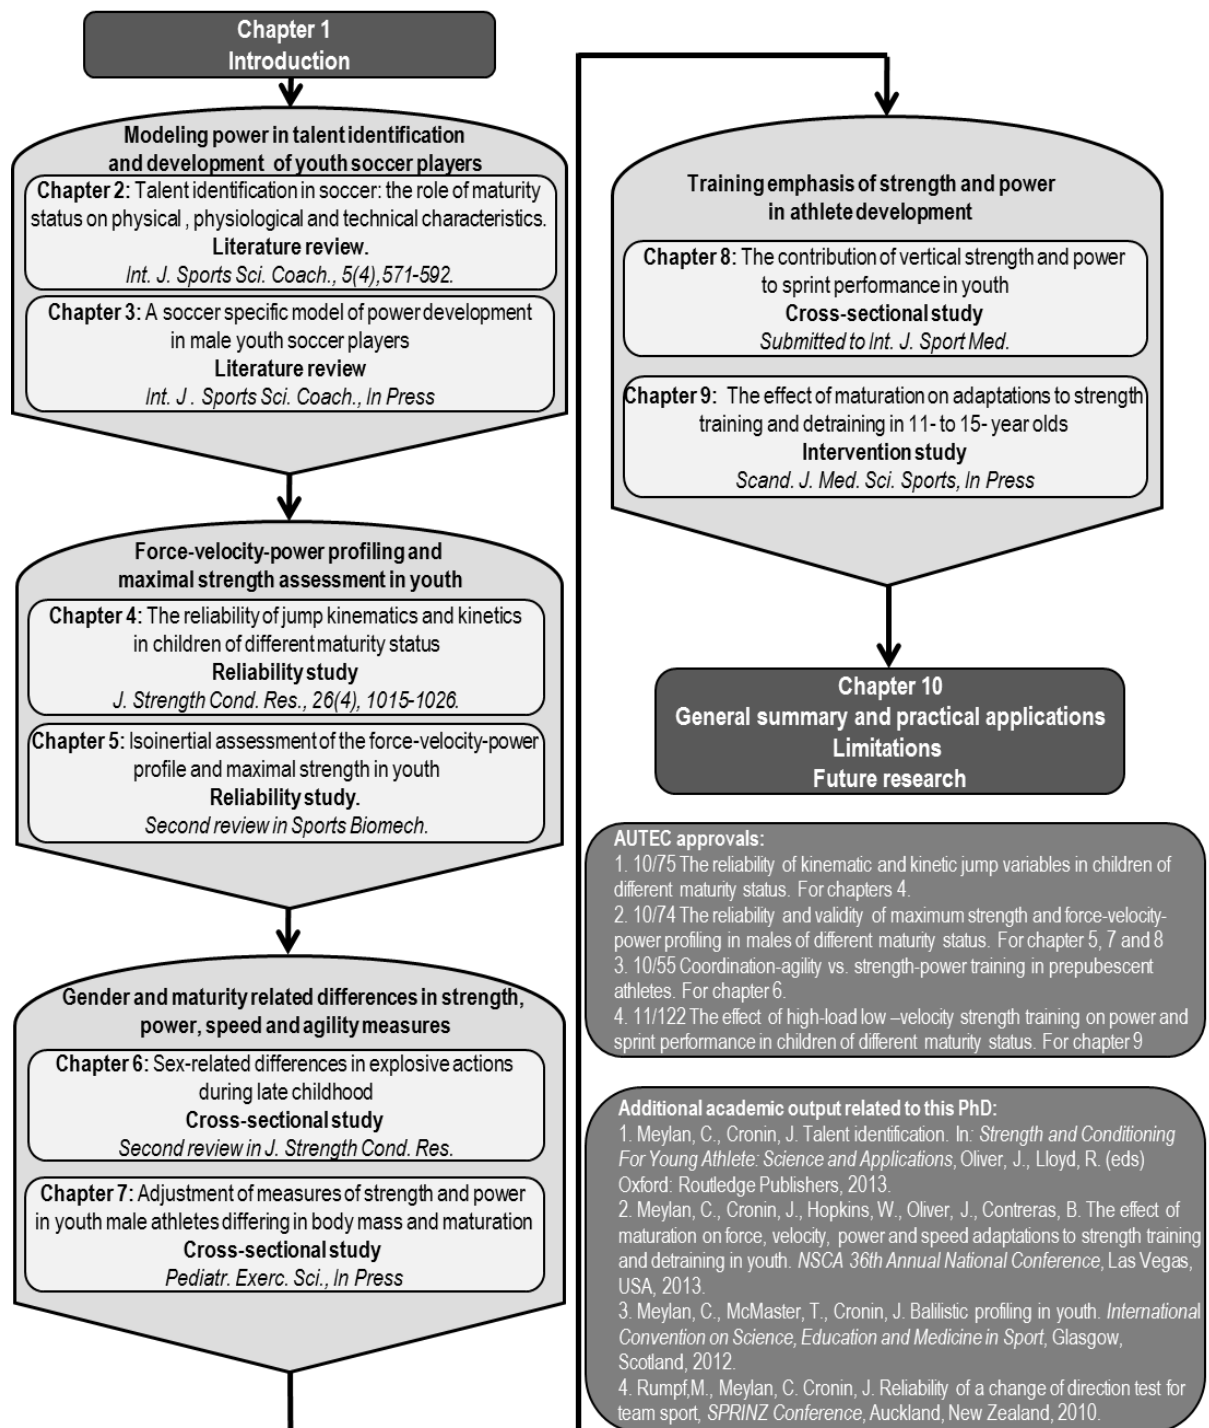 Chapter 1
Introduction
Modeling power in talent identification
and development of youth soccer players
Chapter 2: Talent identification in soccer: the role of maturity
status on physical , physiological and technical characteristics.
Literature review.
Int. J. Sports Sci. Coach., 5(4),571-592.
Chapter 3: A soccer specific model of power development
in male youth soccer players
Literature review
Int. J . Sports Sci. Coach., In Press
Force-velocity-power profiling and
maximal strength assessment in youth
Chapter 4: The reliability of jump kinematics and kinetics
in children of different maturity status
Reliability study
J. Strength Cond. Res., 26(4), 1015-1026.
Chapter 5: Isoinertial assessment of the force-velocity-power
profile and maximal strength in youth
Reliability study.
Second review in Sports Biomech.
Gender and maturity related differences in strength,
power, speed and agility measures
Chapter 6: Sex-related differences in explosive actions
during late childhood
Cross-sectional study
Second review in J. Strength Cond. Res.
Chapter 7: Adjustment of measures of strength and power
in youth male athletes differing in body mass and maturation
Cross-sectional study
Pediatr. Exerc. Sci., In Press
Training emphasis of strength and power
in athlete development
Chapter 8: The contribution of vertical strength and power
to sprint performance in youth
Cross-sectional study
Submitted to Int. J. Sport Med.
Chapter 9: The effect of maturation on adaptations to strength
training and detraining in 11- to 15- year olds
Intervention study
Scand. J. Med. Sci. Sports, In Press
Chapter 10
General summary and practical applications
Limitations
Future research
AUTEC approvals:
1. 10/75 The reliability of kinematic and kinetic jump variables in children of
different maturity status. For chapters 4.
2. 10/74 The reliability and validity of maximum strength and force-velocity-
power profiling in males of different maturity status. For chapter 5, 7 and 8
3. 10/55 Coordination-agility vs. strength-power training in prepubescent
athletes. For chapter 6.
4. 11/122 The effect of high-load low –velocity strength training on power and
sprint performance in children of different maturity status. For chapter 9
Additional academic output related to this PhD:
1. Meylan, C., Cronin, J. Talent identification. In: Strength and Conditioning
For Young Athlete: Science and Applications, Oliver, J., Lloyd, R. (eds)
Oxford: Routledge Publishers, 2013.
2. Meylan, C., Cronin, J., Hopkins, W., Oliver, J., Contreras, B. The effect of
maturation on force, velocity, power and speed adaptations to strength training
and detraining in youth. NSCA 36th Annual National Conference, Las Vegas,
USA, 2013.
3. Meylan, C., McMaster, T., Cronin, J. Balilistic profiling in youth. International
Convention on Science, Education and Medicine in Sport, Glasgow,
Scotland, 2012.
4. Rumpf,M., Meylan, C. Cronin, J. Reliability of a change of direction test for
team sport, SPRINZ Conference, Auckland, New Zealand, 2010.